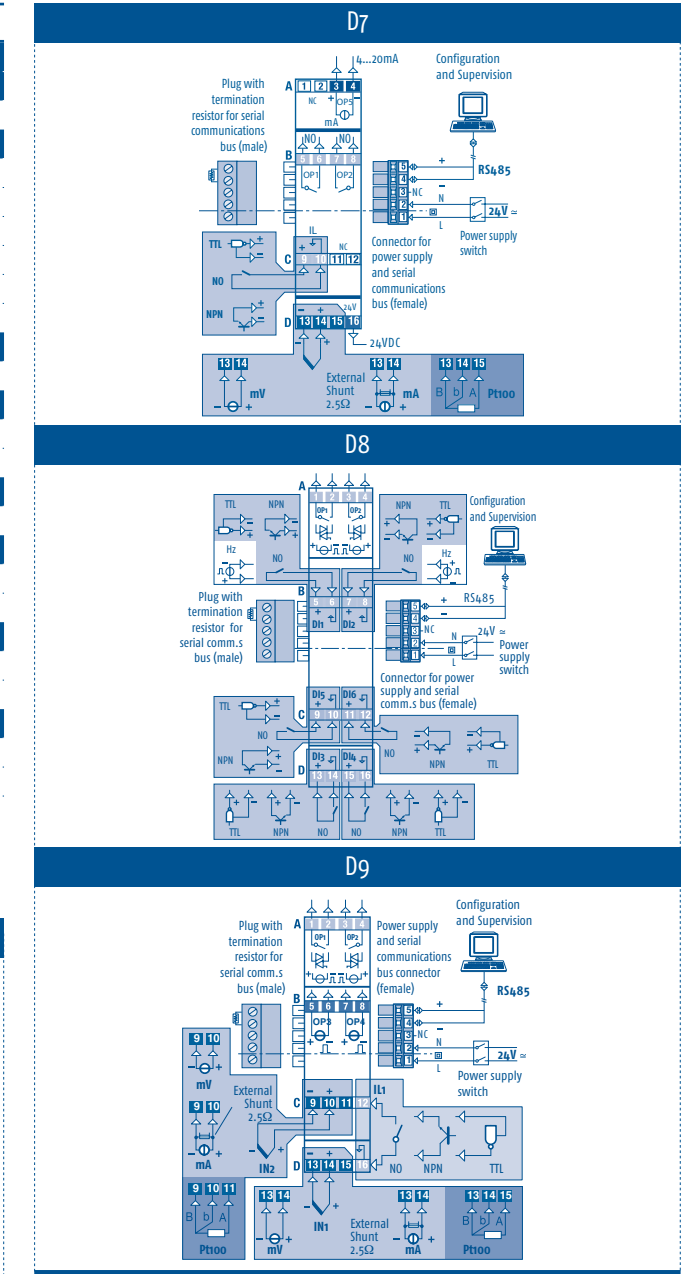 D7
4...20mA
Configuration
and Supervision
Plug with
termination
resistor for serial
communications
bus (male)
A 1 2 3 4
NC + OP5 –
mA
NO NO
B 5 6 7 8
OP1 OP2
5 +
RS485
4 –
3 NC
2 N
24V ≃
1 L
Power supply
switch
Connector for
power supply
and serial
communications
bus (female)
IL
TTL + –
+ NC
C 9 10 11 12
NO
NPN + –
– + 24V
D 13 14 15 16
24VDC
– +
13 14
mV
– +
External
Shunt
2.5Ω
13 14
mA
– +
13 14 15
B b A
Pt100
D8
A
1 2 3 4
OP1 OP2
TTL NPN
NPN TTL
Configuration
and Supervision
Hz
NO
NO
Hz
B
5 6 7 8
+ +
DI1 DI2
Plug with
termination
resistor for
serial comm.s
bus (male)
5 +
RS485
4 –
3 NC
2 N
24V ≃
1 L
Power
supply
switch
Connector for power
supply and serial
comm.s bus (female)
DI5 DI6
+ +
C 9 10 11 12
TTL
NO
NPN
NO
NPN TTL
DI3 DI4
+ +
D
13 14 15 16
TTL NPN NO NO NPN TTL
D9
A 1 2 3 4
OP1 OP2
Plug with
termination
resistor for
serial comm.s
bus (male)
Power supply
and serial
communications
bus connector
(female)
Configuration
and Supervision
RS485
B
5 6 7 8
OP3 OP4
+ +
5 +
4 –
3 NC
2 N
24V ≃
1 L
Power supply
switch
9 10
– +
mV
External
Shunt
2.5Ω
9 10
– +
mA
IL1
– +
C 9 10 11 12
– +
IN2
– +
D 13 14 15 16
NO NPN TTL
9 10 11
B b A
Pt100
– +
IN1
13 14
– +
mV
External
Shunt
2.5Ω
13 14
– +
mA
13 14 15
B b A
Pt100